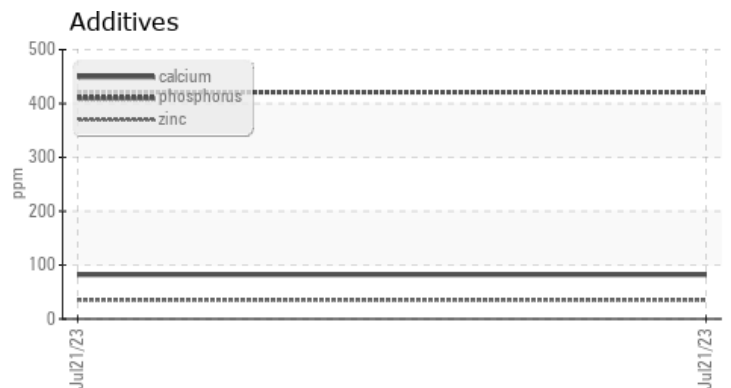 Additives
500
400
300
200
100
0
ppm
calcium
phosphorus
zinc
Jul21/23
Jul21/23